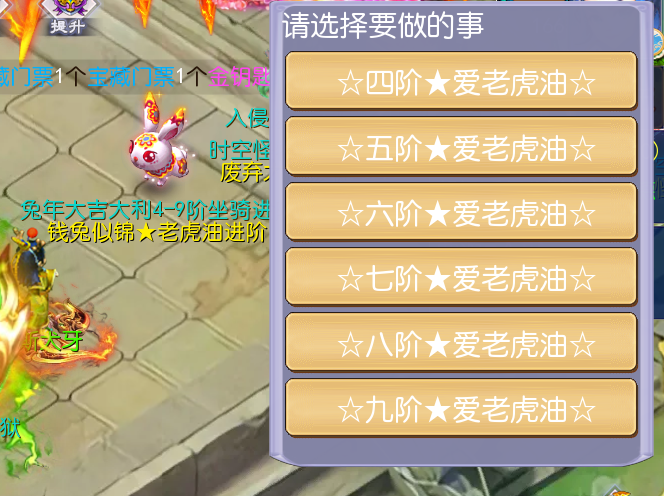 提升
请选择要做的事
藏门票1个宝藏门票1个金钥匙
☆四阶★爱老虎油☆
入侵
☆五阶★爱老虎油☆
时空怪
废弃
☆六阶★爱老虎油☆
兔年大吉大利4-9阶坐骑进
钱兔似锦★老虎油进阶
☆七阶★爱老虎油☆
☆八阶★爱老虎油☆
犬牙
☆九阶★爱老虎油☆
狱